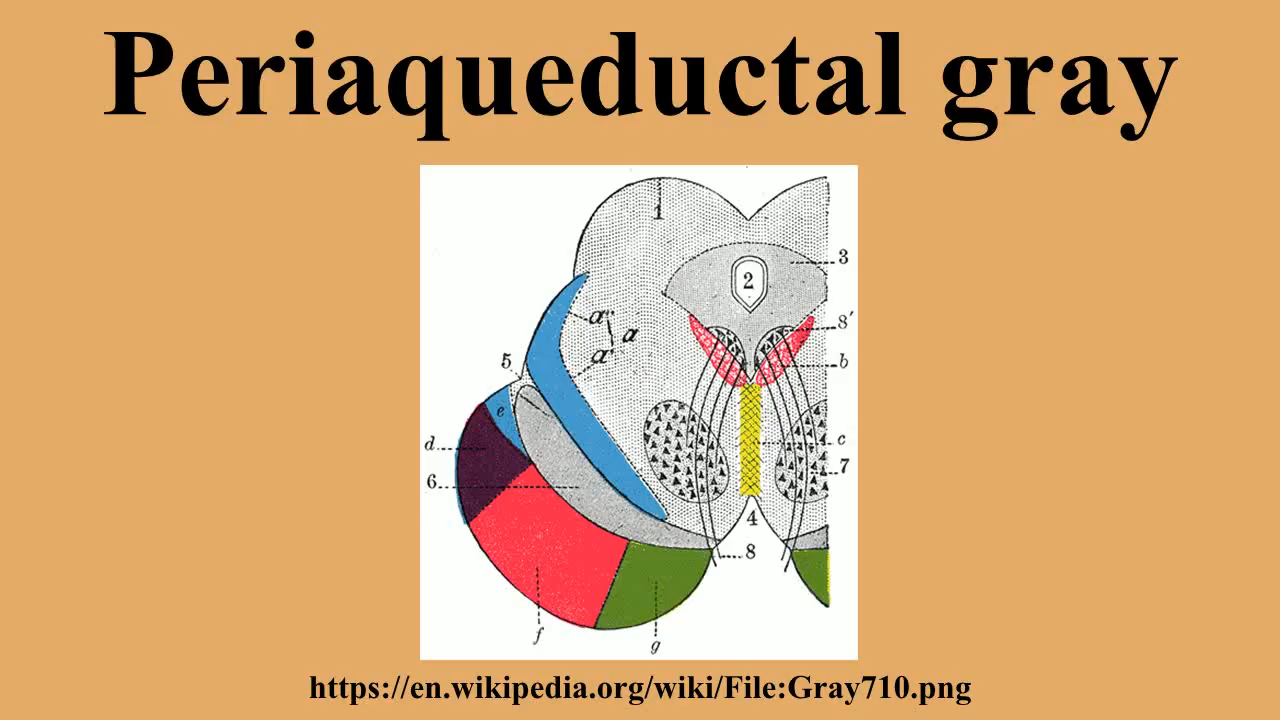 Periaqueductal gray
1
3
2
8′
a'
a
a'
5
b
e
d
c
7
6
4
8
f
g
https://en.wikipedia.org/wiki/File:Gray710.png